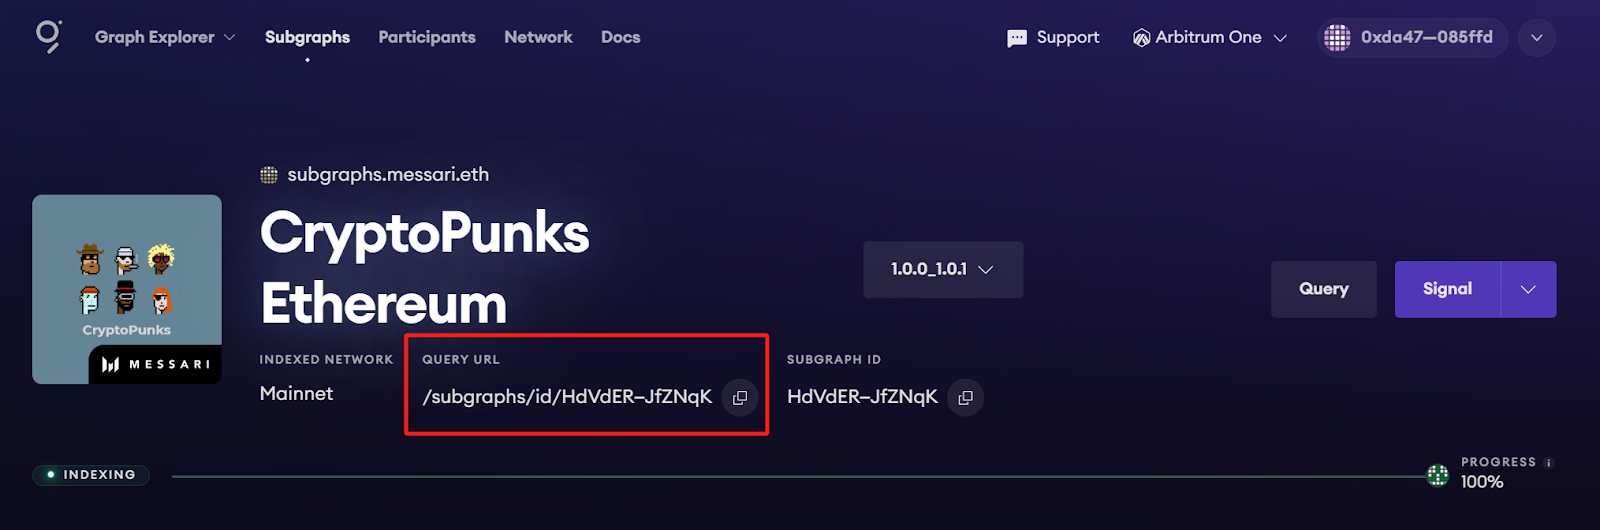 Graph Explorer Subgraphs Participants Network Docs Support Arbitrum One 0xda47—085ffd
subgraphs.messari.eth
CryptoPunks
Ethereum
CryptoPunks
MESSARI
1.0.0_1.0.1
Query
Signal
INDEXED NETWORK
Mainnet
QUERY URL
/subgraphs/id/HdVdER—JfZNqK
SUBGRAPH ID
HdVdER—JfZNqK
INDEXING
PROGRESS
100%